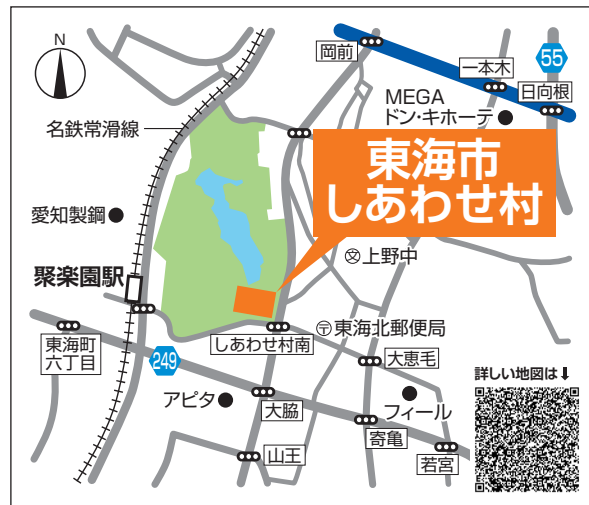 N
岡前
55
一本木
日向根
MEGA
ドン・キホーテ
名鉄常滑線
東海市
しあわせ村
愛知製鋼
文上野中
聚楽園駅
〒東海北郵便局
しあわせ村南
東海町
六丁目
249
大恵毛
詳しい地図は⬇
アピタ
大脇
フィール
寄亀
山王
若宮